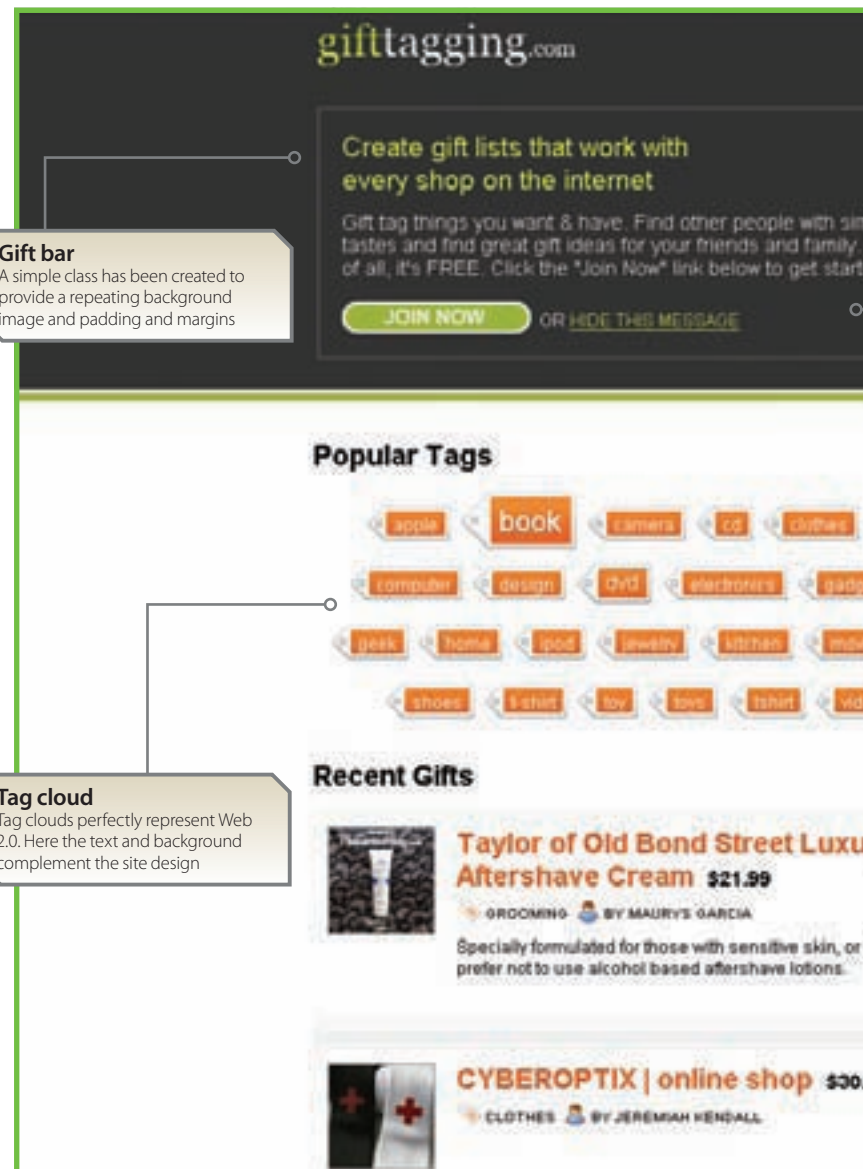 gifttagging.com
Create gift lists that work with
every shop on the internet
Gift tag things you want & have. Find other people with sim
tastes and find great gift ideas for your friends and family.
of all, it's FREE. Click the "Join Now" link below to get start
JOIN NOW OR HIDE THIS MESSAGE
Gift bar
A simple class has been created to
provide a repeating background
image and padding and margins
Popular Tags
apple book camera cd clothes
computer design dvd electronics gadg
geek home ipod jewelry kitchen mov
shoes t-shirt toy toys tshirt vid
Tag cloud
Tag clouds perfectly represent Web
2.0. Here the text and background
complement the site design
Recent Gifts
Taylor of Old Bond Street Luxu
Aftershave Cream $21.99
GROOMING BY MAURYS GARCIA
Specially formulated for those with sensitive skin, or
prefer not to use alcohol based aftershave lotions.
CYBEROPTIX | online shop $30.
CLOTHES BY JEREMIAH KENDALL